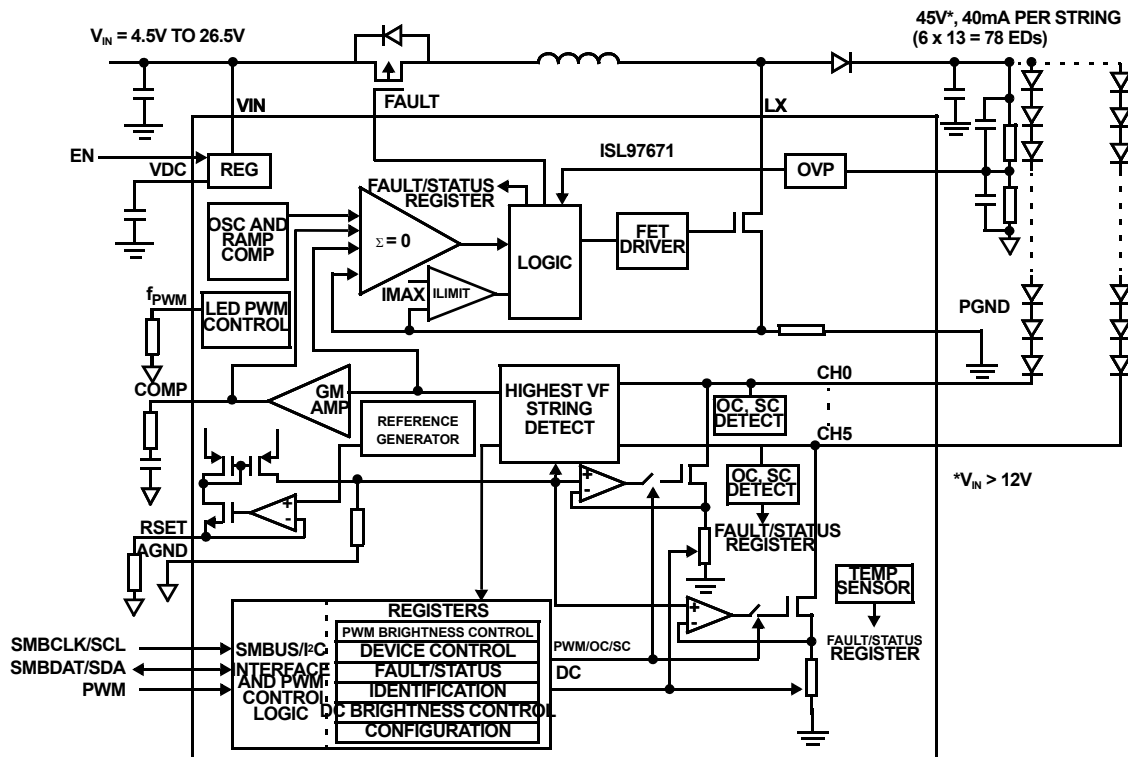 45V*, 40mA PER STRING
(6 x 13 = 78 EDs)
VIN = 4.5V TO 26.5V
FAULT
VIN
LX
EN
VDC
REG
ISL97671
OVP
FAULT/STATUS
REGISTER
OSC AND
RAMP
COMP
Σ = 0
LOGIC
FET
DRIVER
IMAX
ILIMIT
fPWM
LED PWM
CONTROL
PGND
COMP
GM
AMP
HIGHEST VF
STRING
DETECT
CH0
OC, SC
DETECT
REFERENCE
GENERATOR
CH5
+
-
OC, SC
DETECT
*VIN > 12V
+
-
RSET
AGND
FAULT/STATUS
REGISTER
TEMP
SENSOR
+
-
FAULT/STATUS
REGISTER
REGISTERS
PWM BRIGHTNESS CONTROL
DEVICE CONTROL
FAULT/STATUS
IDENTIFICATION
DC BRIGHTNESS CONTROL
CONFIGURATION
PWM/OC/SC
DC
SMBCLK/SCL
SMBDAT/SDA
PWM
SMBUS/I2C
INTERFACE
AND PWM
CONTROL
LOGIC